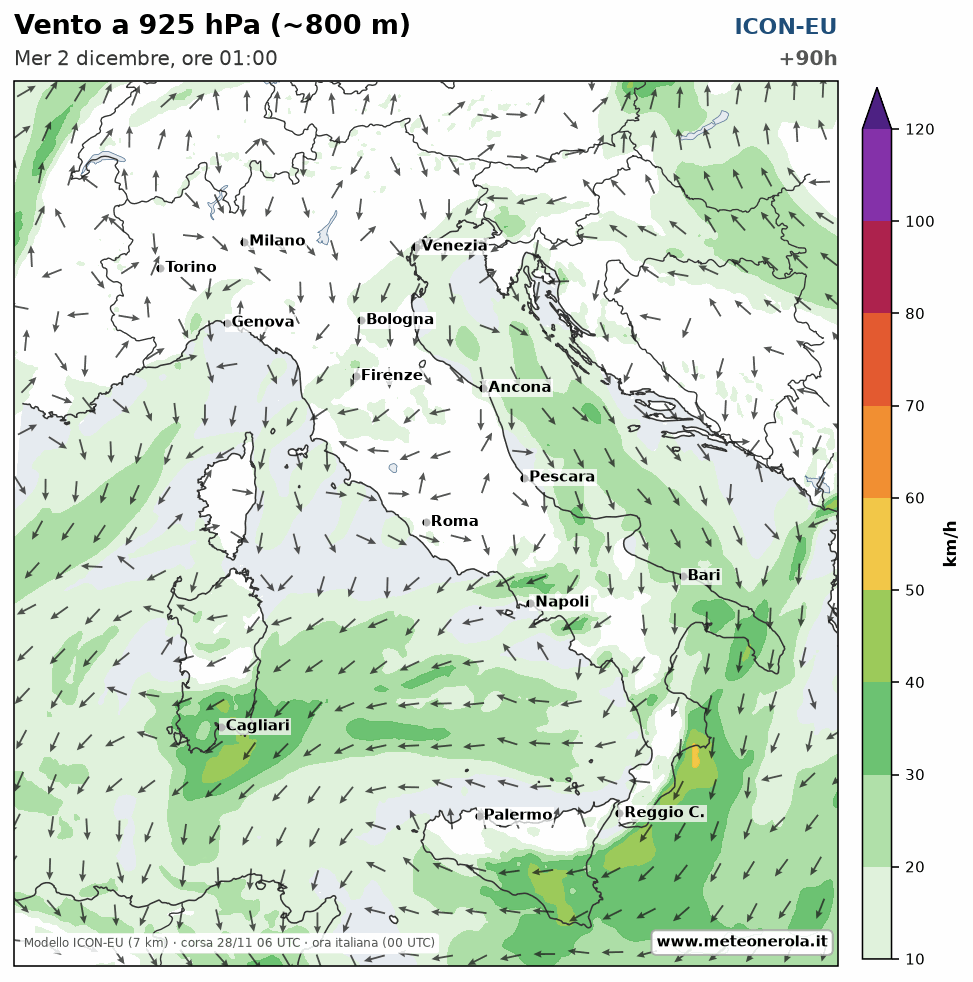 Vento a 925 hPa (~800 m)
ICON-EU
Mer 2 dicembre, ore 01:00
+90h
Milano
Venezia
Torino
Genova
Bologna
Firenze
Ancona
Pescara
Roma
Bari
Napoli
Cagliari
Palermo
Reggio C.
Modello ICON-EU (7 km) · corsa 28/11 06 UTC · ora italiana (00 UTC)
www.meteonerola.it
120
100
80
70
60
50
40
30
20
10
km/h